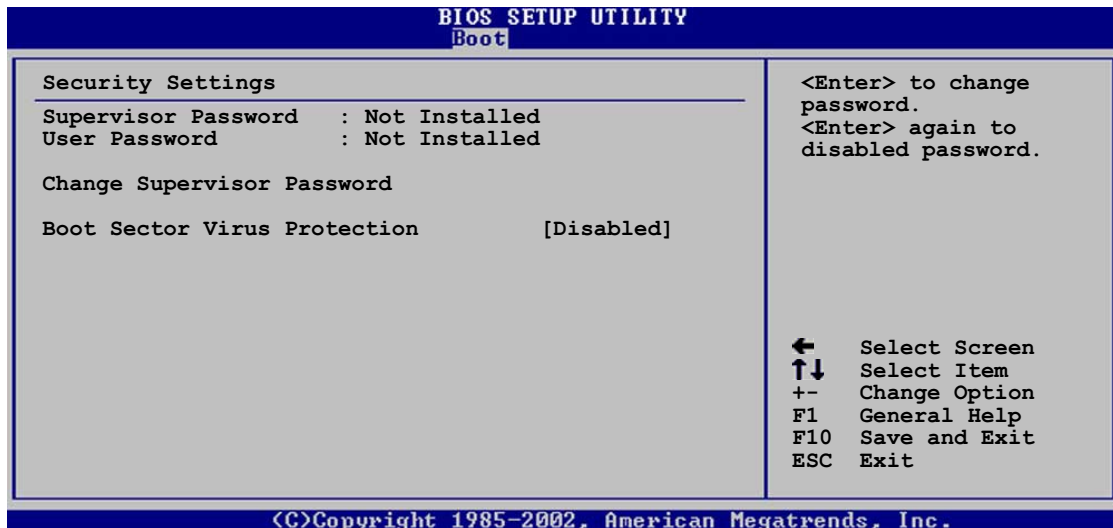 BIOS SETUP UTILITY
Boot
Security Settings
Supervisor Password : Not Installed
User Password : Not Installed
Change Supervisor Password
Boot Sector Virus Protection [Disabled]
<Enter> to change
password.
<Enter> again to
disabled password.
← Select Screen
↑↓ Select Item
+- Change Option
F1 General Help
F10 Save and Exit
ESC Exit
(C)Copyright 1985-2002, American Megatrends, Inc.